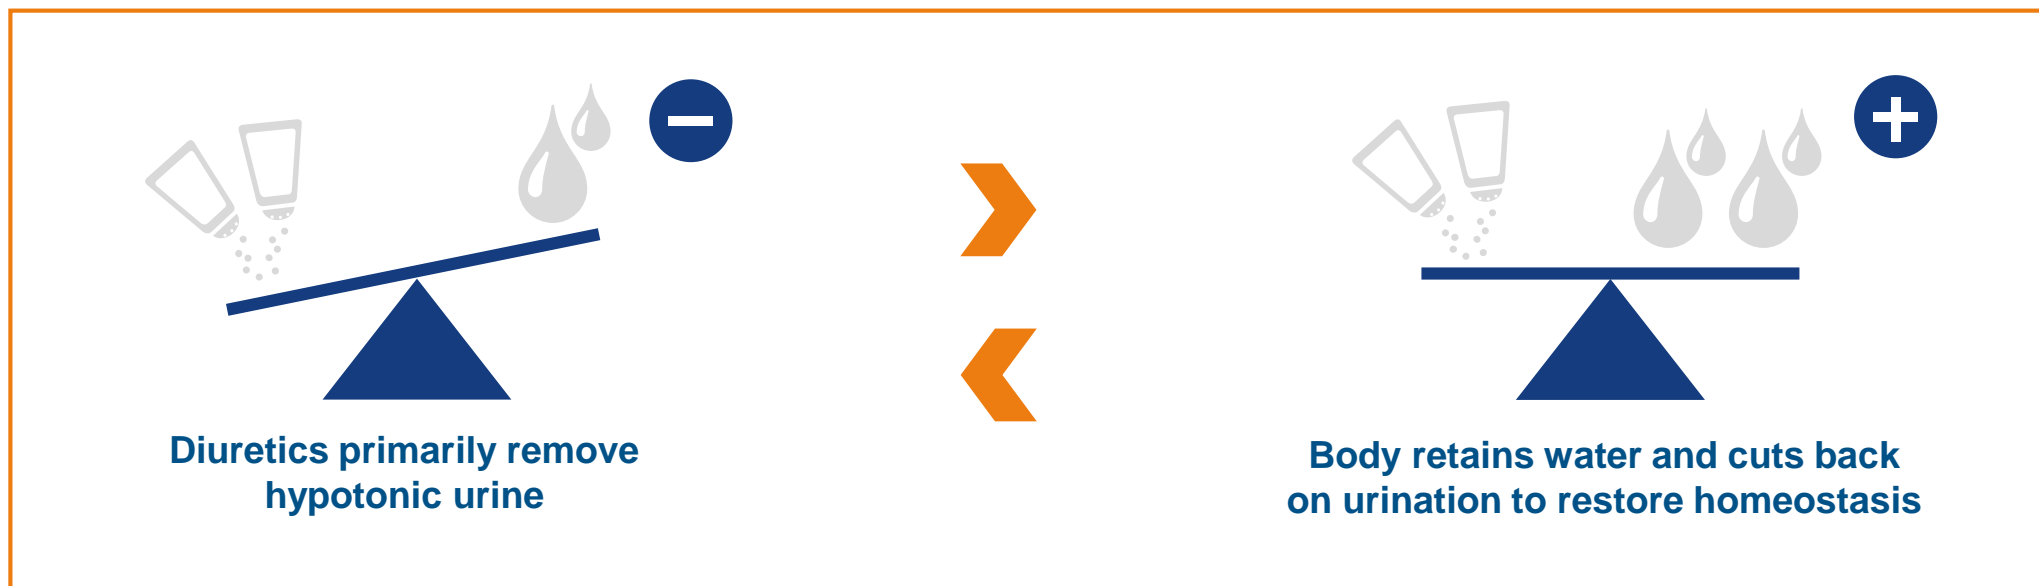 Diuretics primarily remove
hypotonic urine
Body retains water and cuts back
on urination to restore homeostasis